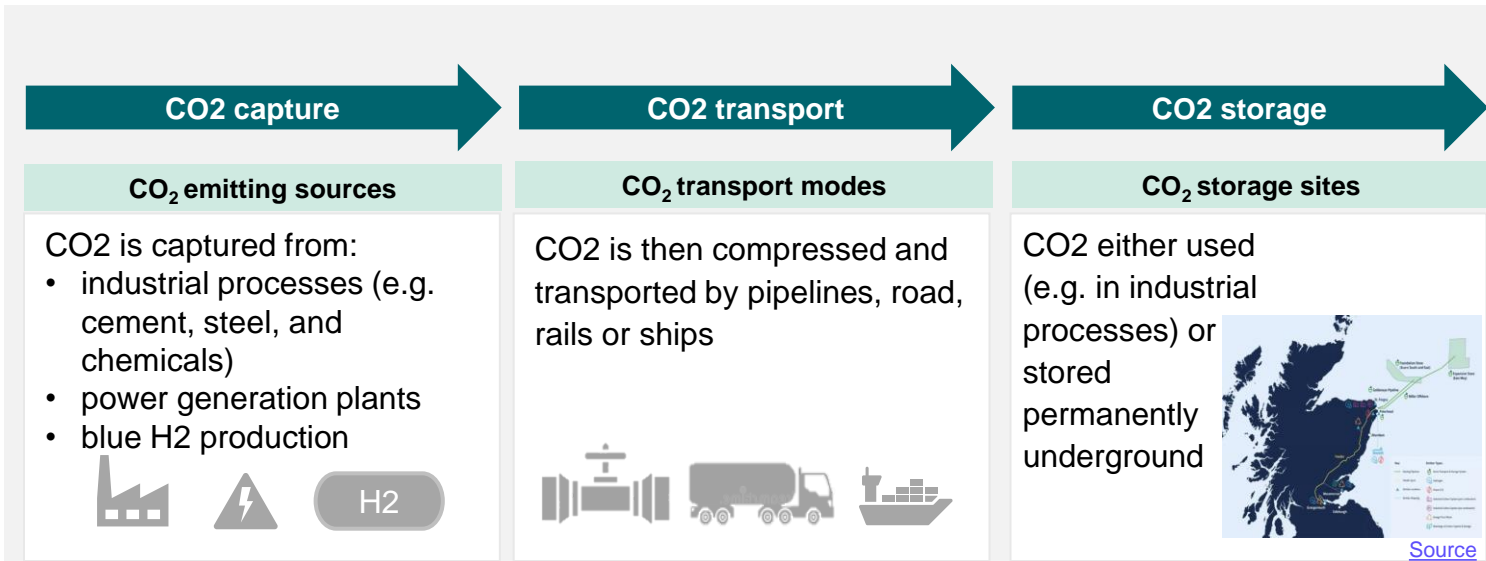 CO2 capture
CO2 transport
CO2 storage
CO₂ emitting sources
CO₂ transport modes
CO₂ storage sites
CO2 is captured from:
• industrial processes (e.g.
cement, steel, and
chemicals)
• power generation plants
• blue H2 production
H2
CO2 is then compressed and
transported by pipelines, road,
rails or ships
CO2 either used
(e.g. in industrial
processes) or
stored
permanently
underground
Source